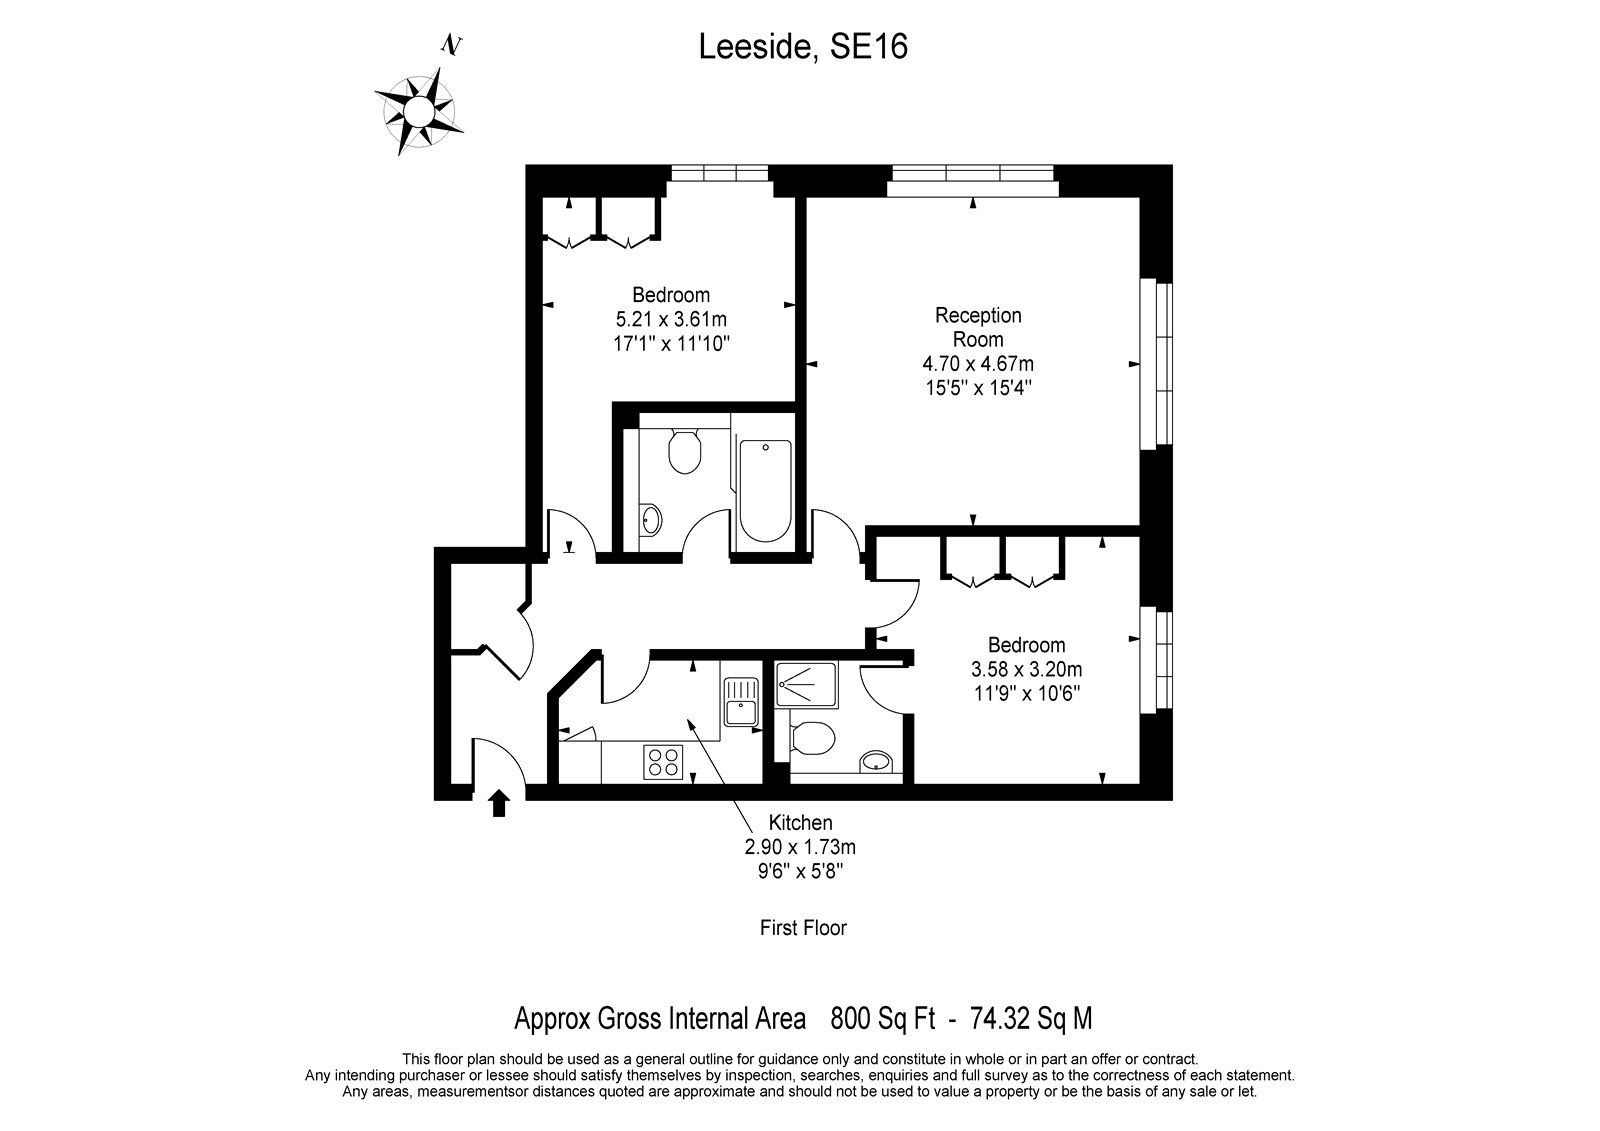 N
Leeside, SE16
Bedroom
5.21 x 3.61m
17'1" x 11'10"
Reception
Room
4.70 x 4.67m
15'5" x 15'4"
Bedroom
3.58 x 3.20m
11'9" x 10'6"
Kitchen
2.90 x 1.73m
9'6" x 5'8"
First Floor
Approx Gross Internal Area 800 Sq Ft - 74.32 Sq M
This floor plan should be used as a general outline for guidance only and constitute in whole or in part an offer or contract.
Any intending purchaser or lessee should satisfy themselves by inspection, searches, enquiries and full survey as to the correctness of each statement.
Any areas, measurementsor distances quoted are approximate and should not be used to value a property or be the basis of any sale or let.